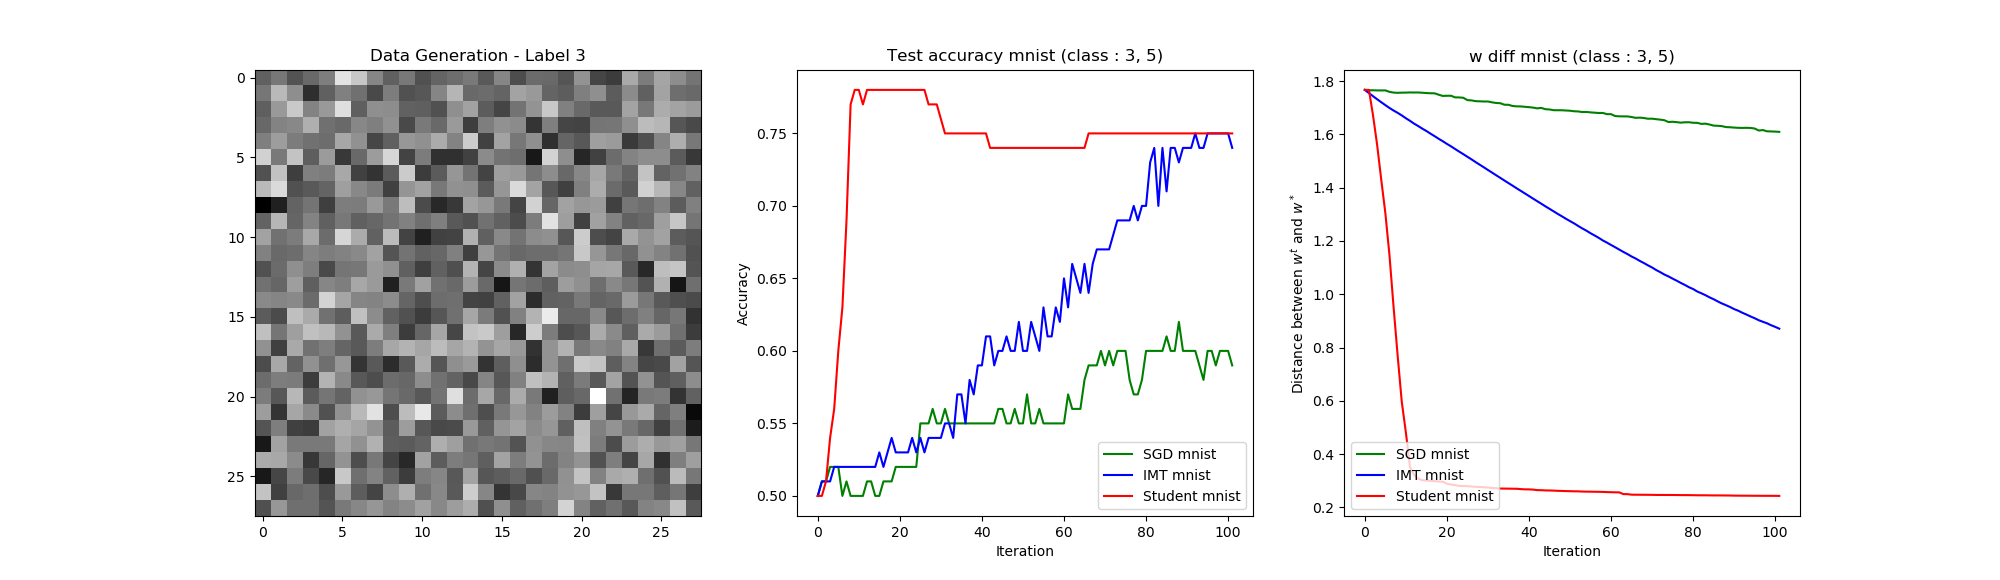 Data Generation - Label 3
0
5
10
15
20
25
0 5 10 15 20 25
Test accuracy mnist (class : 3, 5)
Accuracy
0.75
0.70
0.65
0.60
0.55
0.50
SGD mnist
IMT mnist
Student mnist
0 20 40 60 80 100
Iteration
w diff mnist (class : 3, 5)
Distance between w^t and w^*
1.8
1.6
1.4
1.2
1.0
0.8
0.6
0.4
0.2
SGD mnist
IMT mnist
Student mnist
0 20 40 60 80 100
Iteration